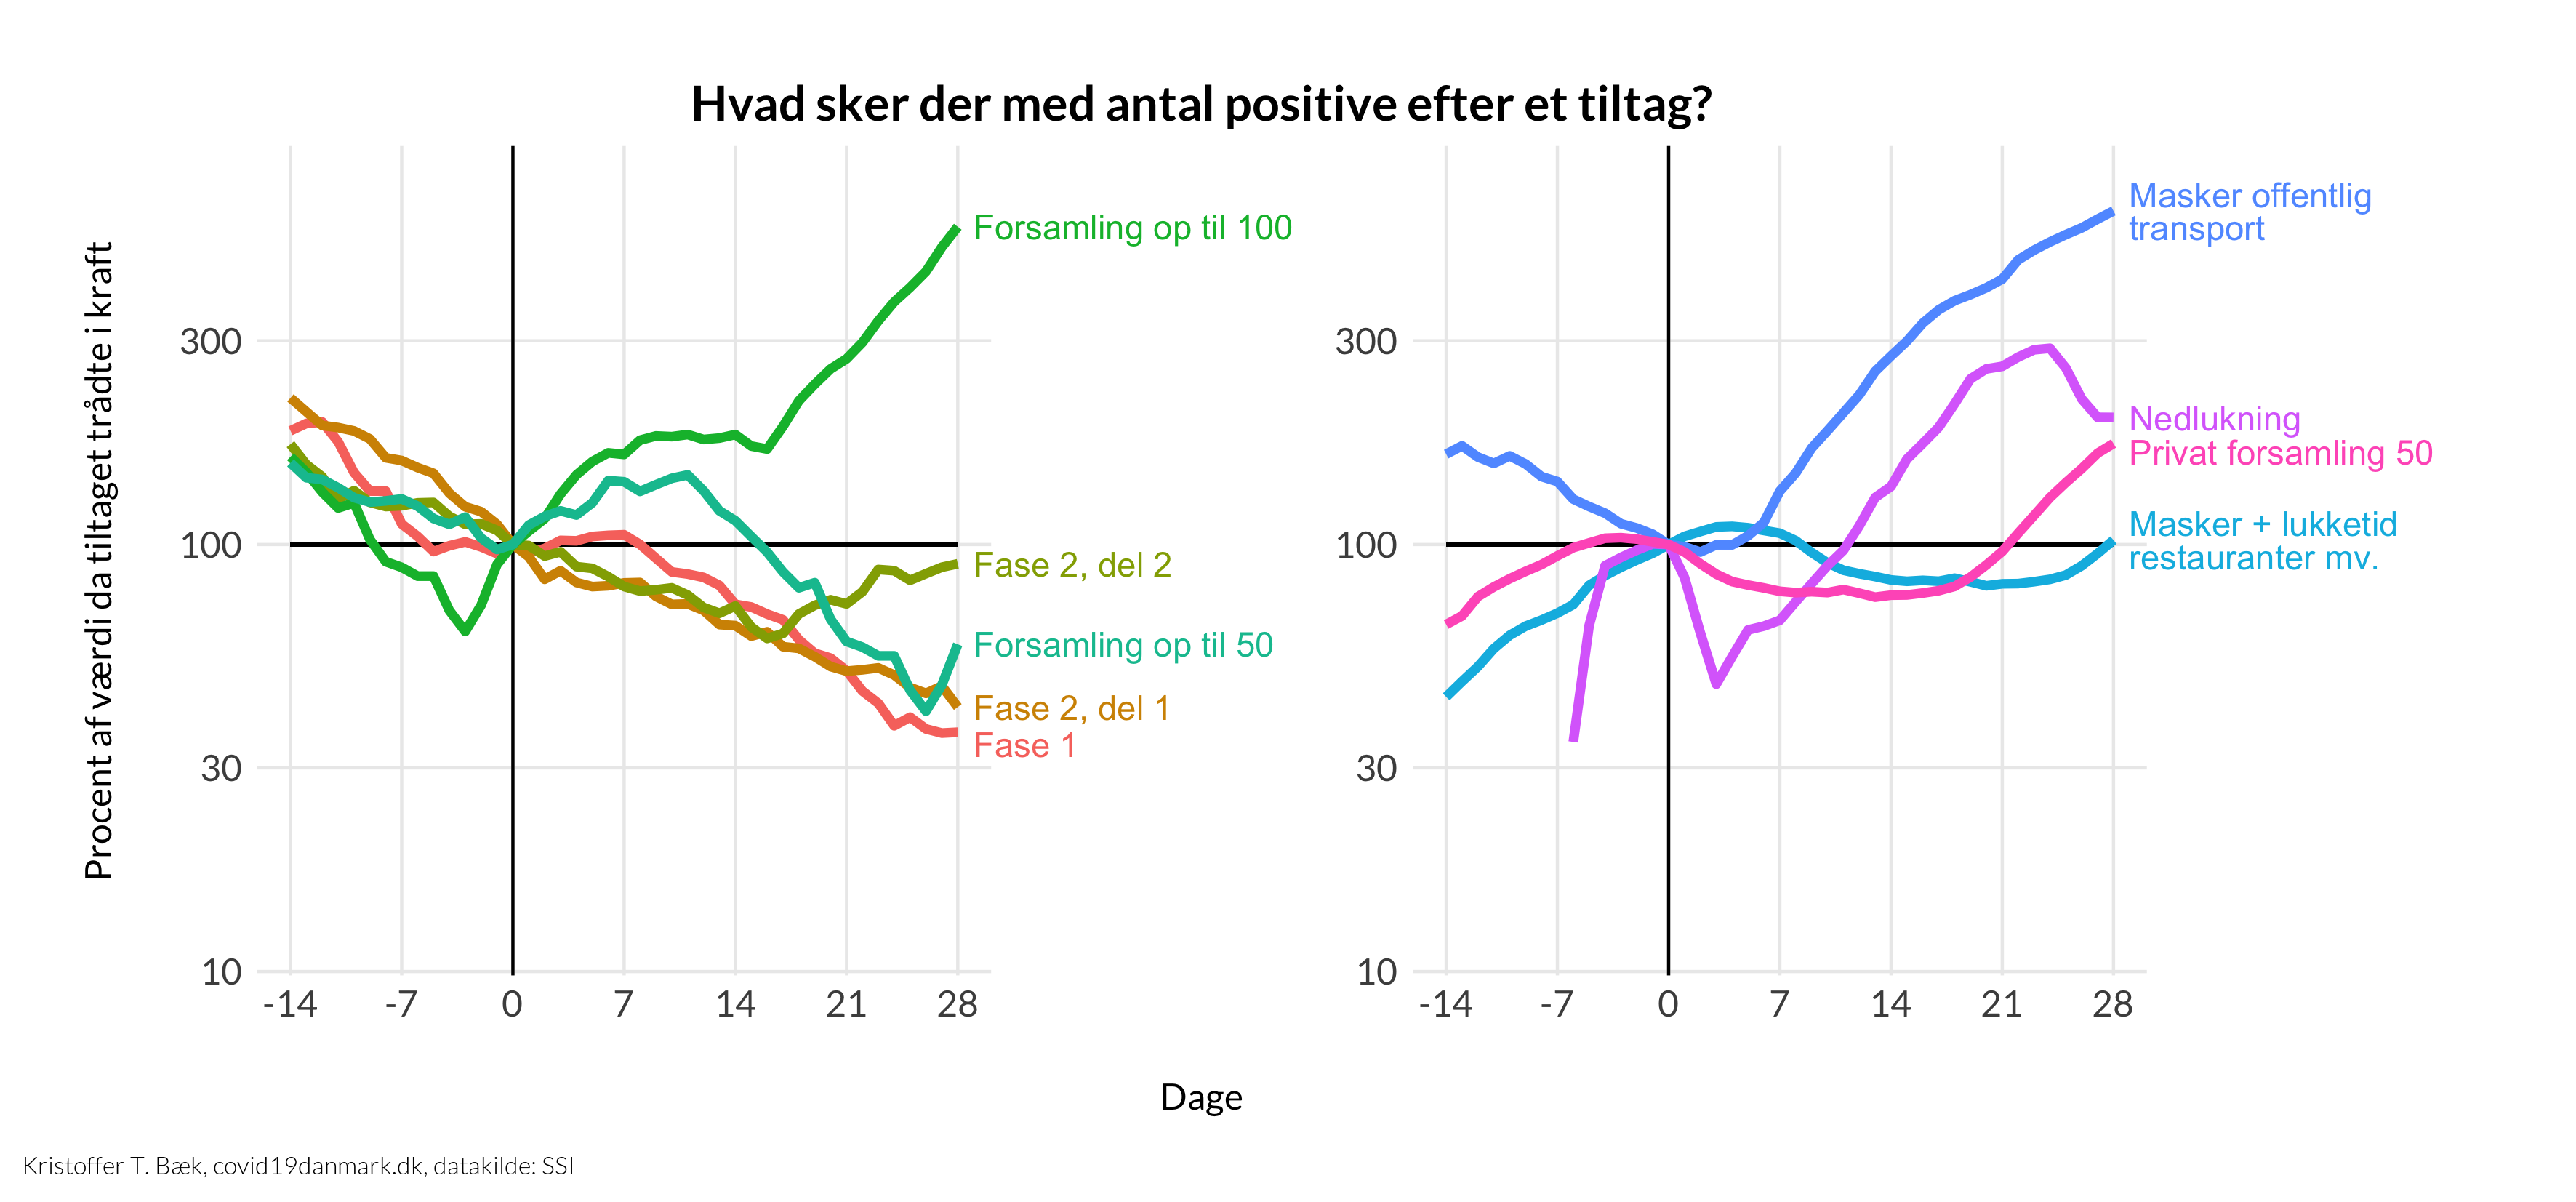 Hvad sker der med antal positive efter et tiltag?
Procent af værdi da tiltaget trådte i kraft
300
100
30
10
-14 -7 0 7 14 21 28
Forsamling op til 100
Fase 2, del 2
Forsamling op til 50
Fase 2, del 1
Fase 1
300
100
30
10
-14 -7 0 7 14 21 28
Masker offentlig
transport
Nedlukning
Privat forsamling 50
Masker + lukketid
restauranter mv.
Dage
Kristoffer T. Bæk, covid19danmark.dk, datakilde: SSI